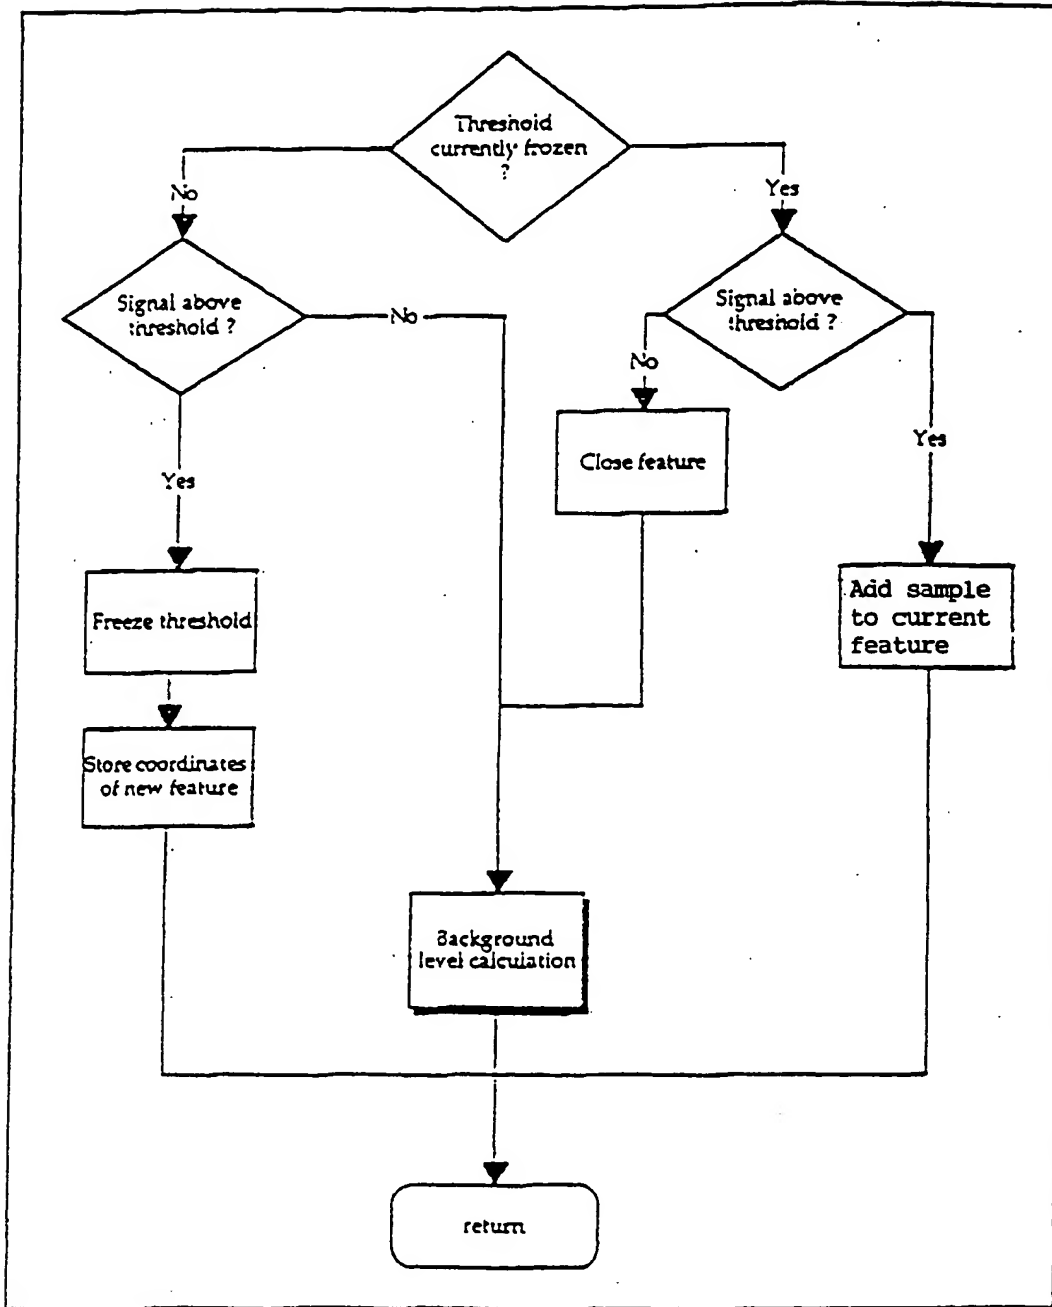 Threshold
currently frozen
?
No
Yes
Signal above
threshold ?
No
Signal above
threshold ?
No
Yes
Yes
Close feature
Freeze threshold
Add sample
to current
feature
Store coordinates
of new feature
Background
level calculation
return